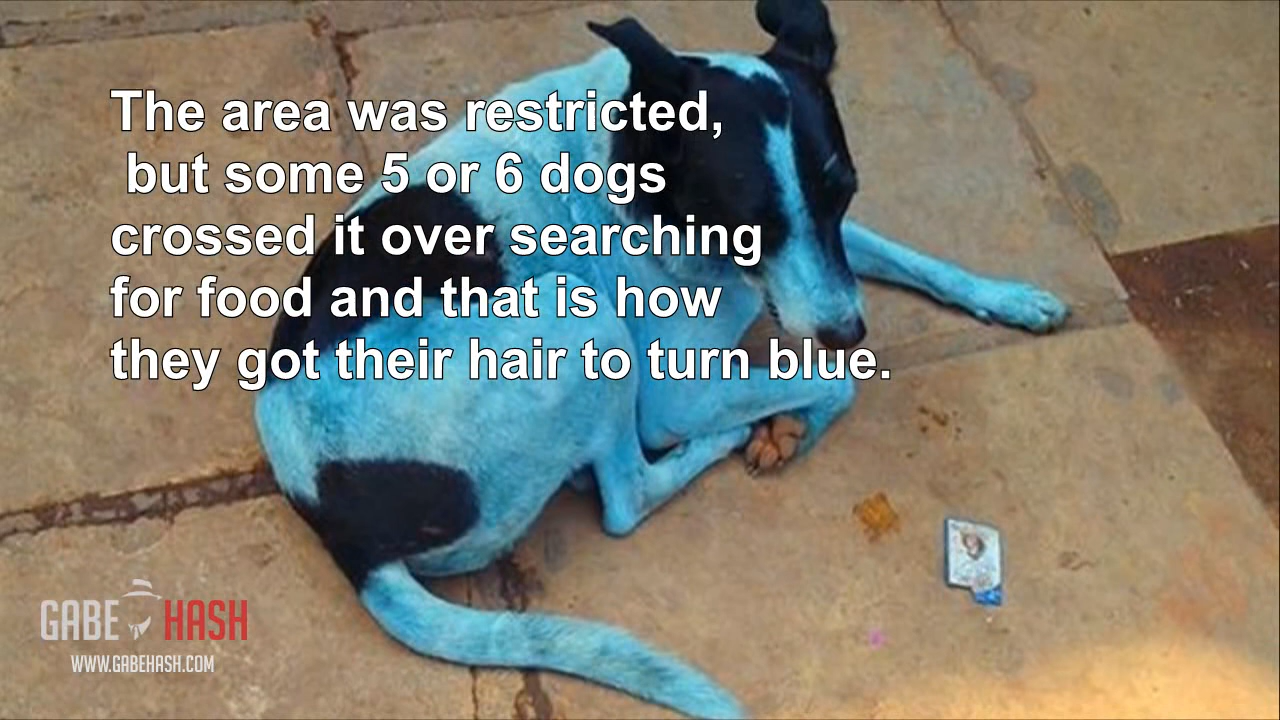 The area was restricted,
but some 5 or 6 dogs
crossed it over searching
for food and that is how
they got their hair to turn blue.
GABE HASH
WWW.GABEHASH.COM